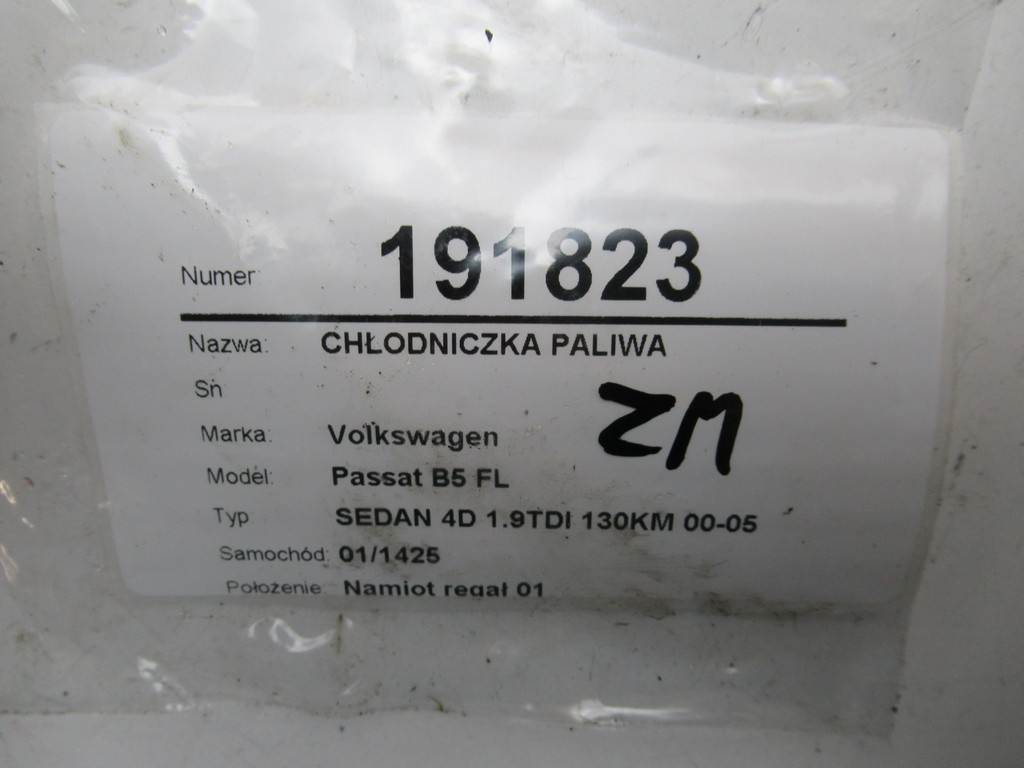 Numer: 191823
Nazwa: CHŁODNICZKA PALIWA
Sn
ZM
Marka: Volkswagen
Model: Passat B5 FL
Typ SEDAN 4D 1.9TDI 130KM 00-05
Samochód: 01/1425
Położenie: Namiot regał 01